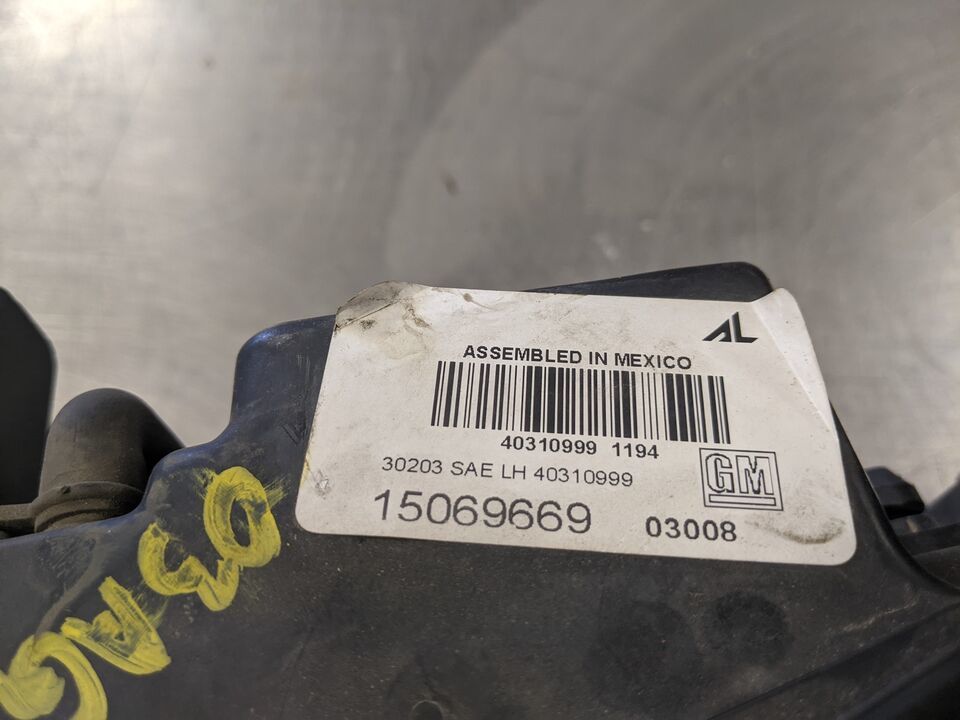 AL
ASSEMBLED IN MEXICO
40310999 1194
30203 SAE LH 40310999
GM
15069669 03008